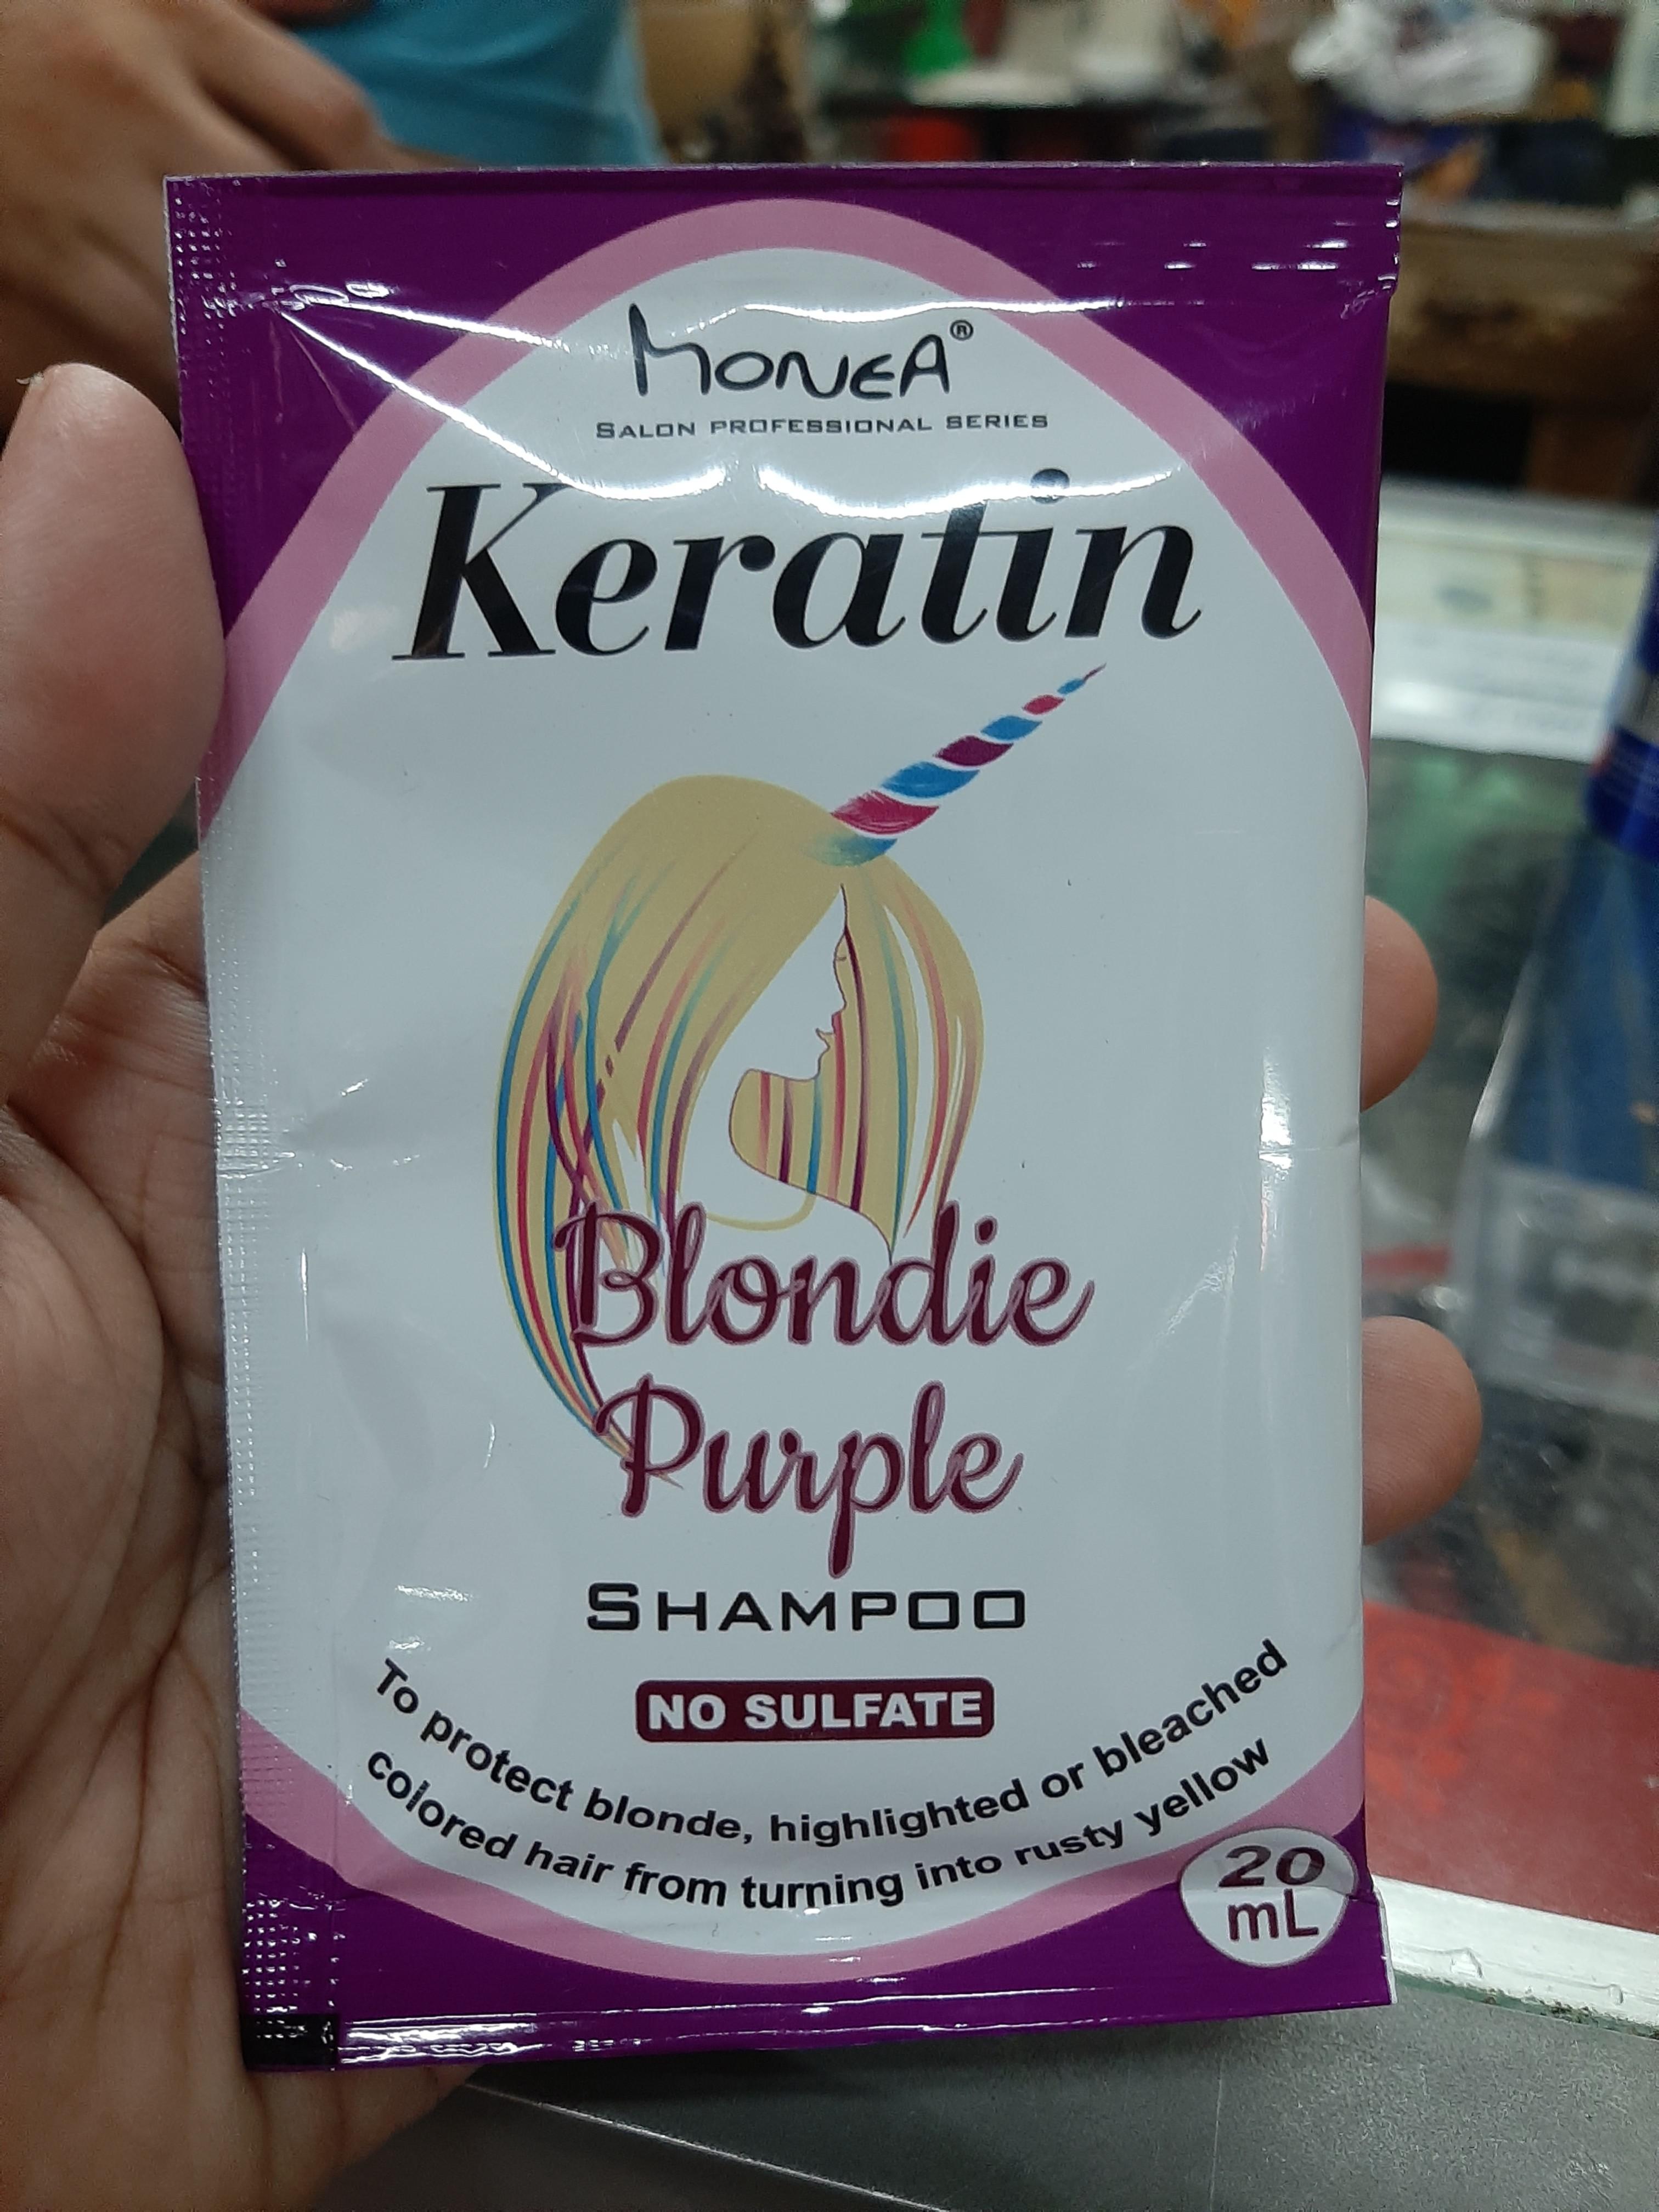 MONEA®
SALON PROFESSIONAL SERIES
Keratin
Blondie
Purple
SHAMPOO
NO SULFATE
To protect blonde, highlighted or bleached
colored hair from turning into rusty yellow
20
mL